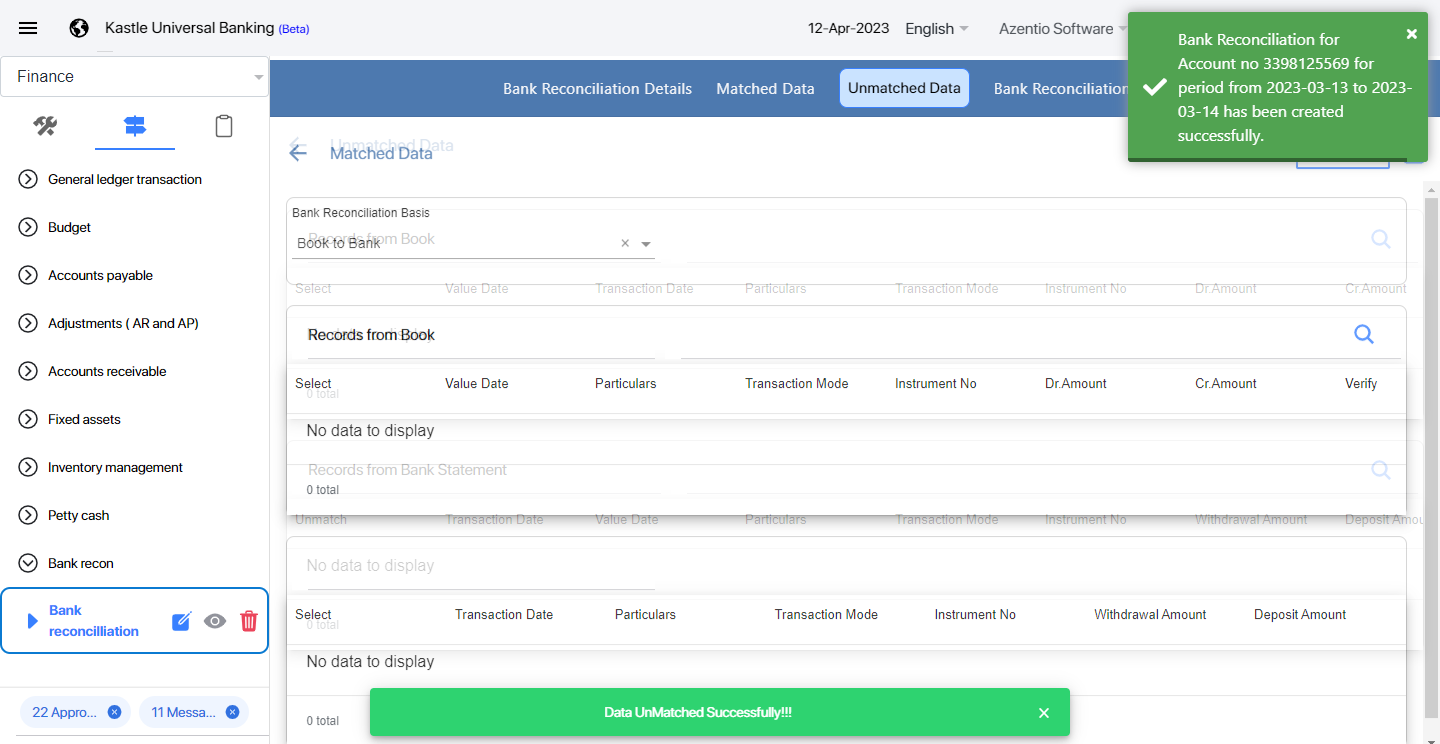 Kastle Universal Banking (Beta)
12-Apr-2023
English
Azentio Software
Bank Reconciliation for
Account no 3398125569 for
period from 2023-03-13 to 2023-
03-14 has been created
successfully.
Finance
Bank Reconciliation Details
Matched Data
Unmatched Data
Bank Reconciliation
Unmatched Data
Matched Data
General ledger transaction
Budget
Accounts payable
Adjustments ( AR and AP)
Accounts receivable
Fixed assets
Inventory management
Petty cash
Bank recon
Bank
reconcilliation
22 Appro...
11 Messa...
Bank Reconciliation Basis
Book to Bank
Records from Book
Select Value Date Transaction Date Particulars Transaction Mode Instrument No Dr.Amount Cr.Amount
Records from Book
No data to display
Select Value Date Particulars Transaction Mode Instrument No Dr.Amount Cr.Amount Verify
0 total
No data to display
Records from Bank Statement
0 total
Unmatch Transaction Date Value Date Particulars Transaction Mode Instrument No Withdrawal Amount Deposit Amou
No data to display
Select Transaction Date Particulars Transaction Mode Instrument No Withdrawal Amount Deposit Amount
0 total
No data to display
0 total
Data UnMatched Successfully!!!